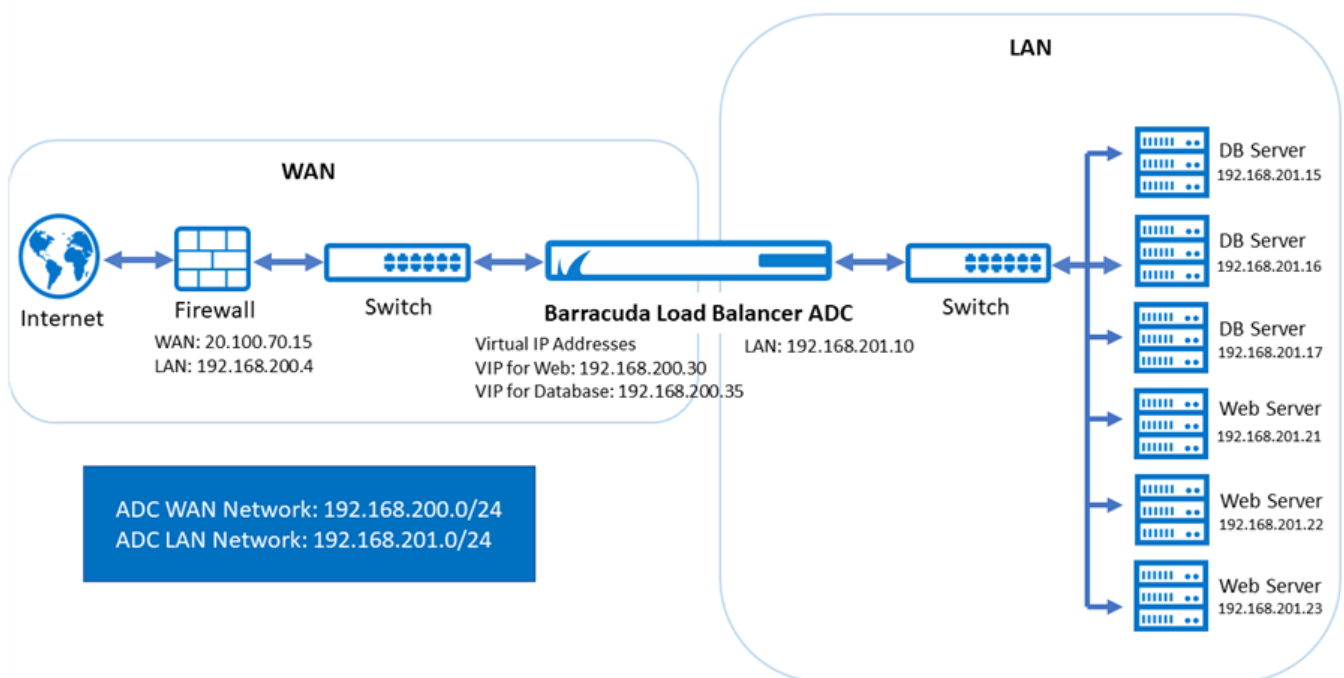 LAN
WAN
Internet
Firewall
WAN: 20.100.70.15
LAN: 192.168.200.4
Switch
Barracuda Load Balancer ADC
Virtual IP Addresses
VIP for Web: 192.168.200.30
VIP for Database: 192.168.200.35
LAN: 192.168.201.10
Switch
DB Server
192.168.201.15
DB Server
192.168.201.16
DB Server
192.168.201.17
Web Server
192.168.201.21
Web Server
192.168.201.22
Web Server
192.168.201.23
ADC WAN Network: 192.168.200.0/24
ADC LAN Network: 192.168.201.0/24